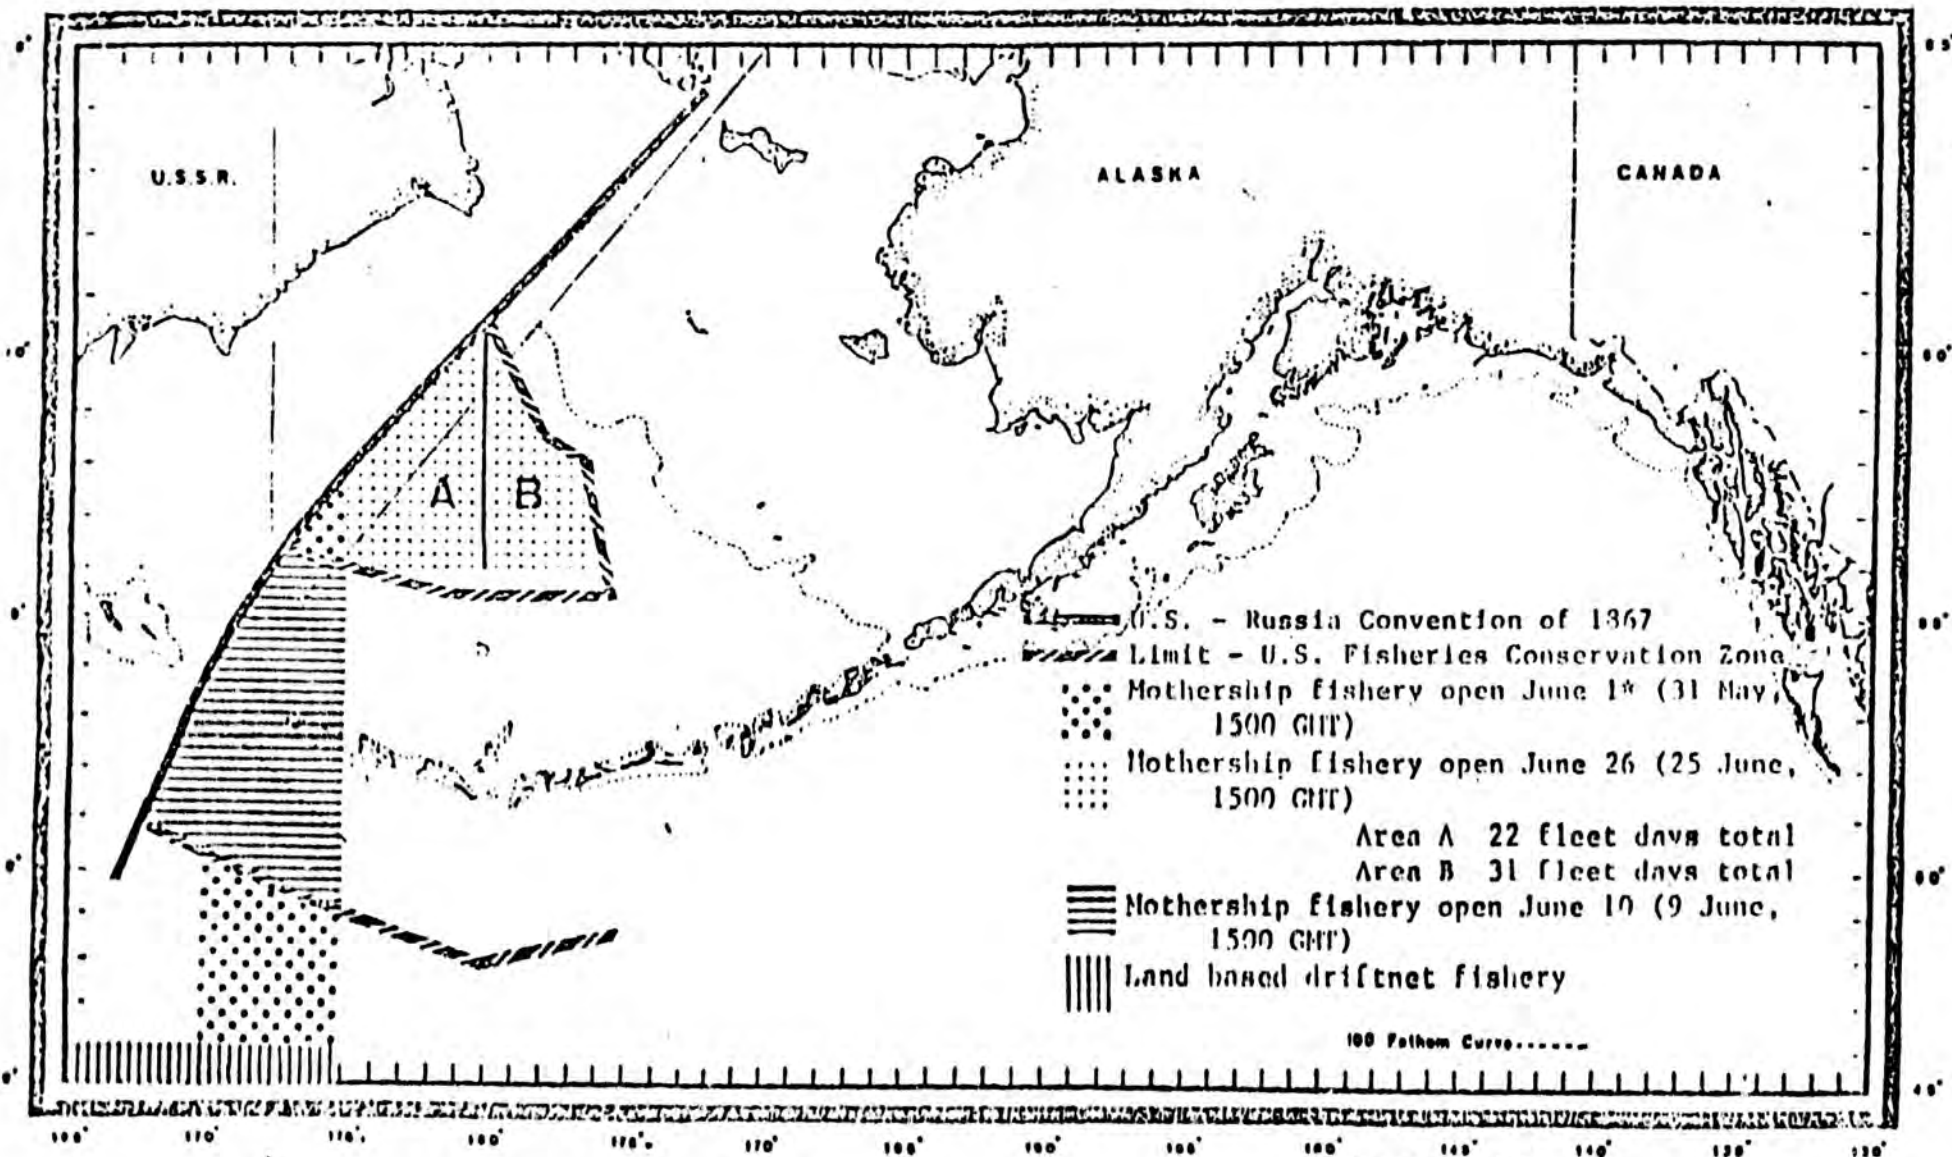 U.S.S.R.
ALASKA
CANADA
A
B
U.S. - Russia Convention of 1867
Limit - U.S. Fisheries Conservation Zone
Mothership fishery open June 1* (31 May,
1500 GMT)
Mothership fishery open June 26 (25 June,
1500 GMT)
Area A 22 fleet days total
Area B 31 fleet days total
Mothership fishery open June 10 (9 June,
1500 GMT)
Land based driftnet fishery
100 Fathom Curve